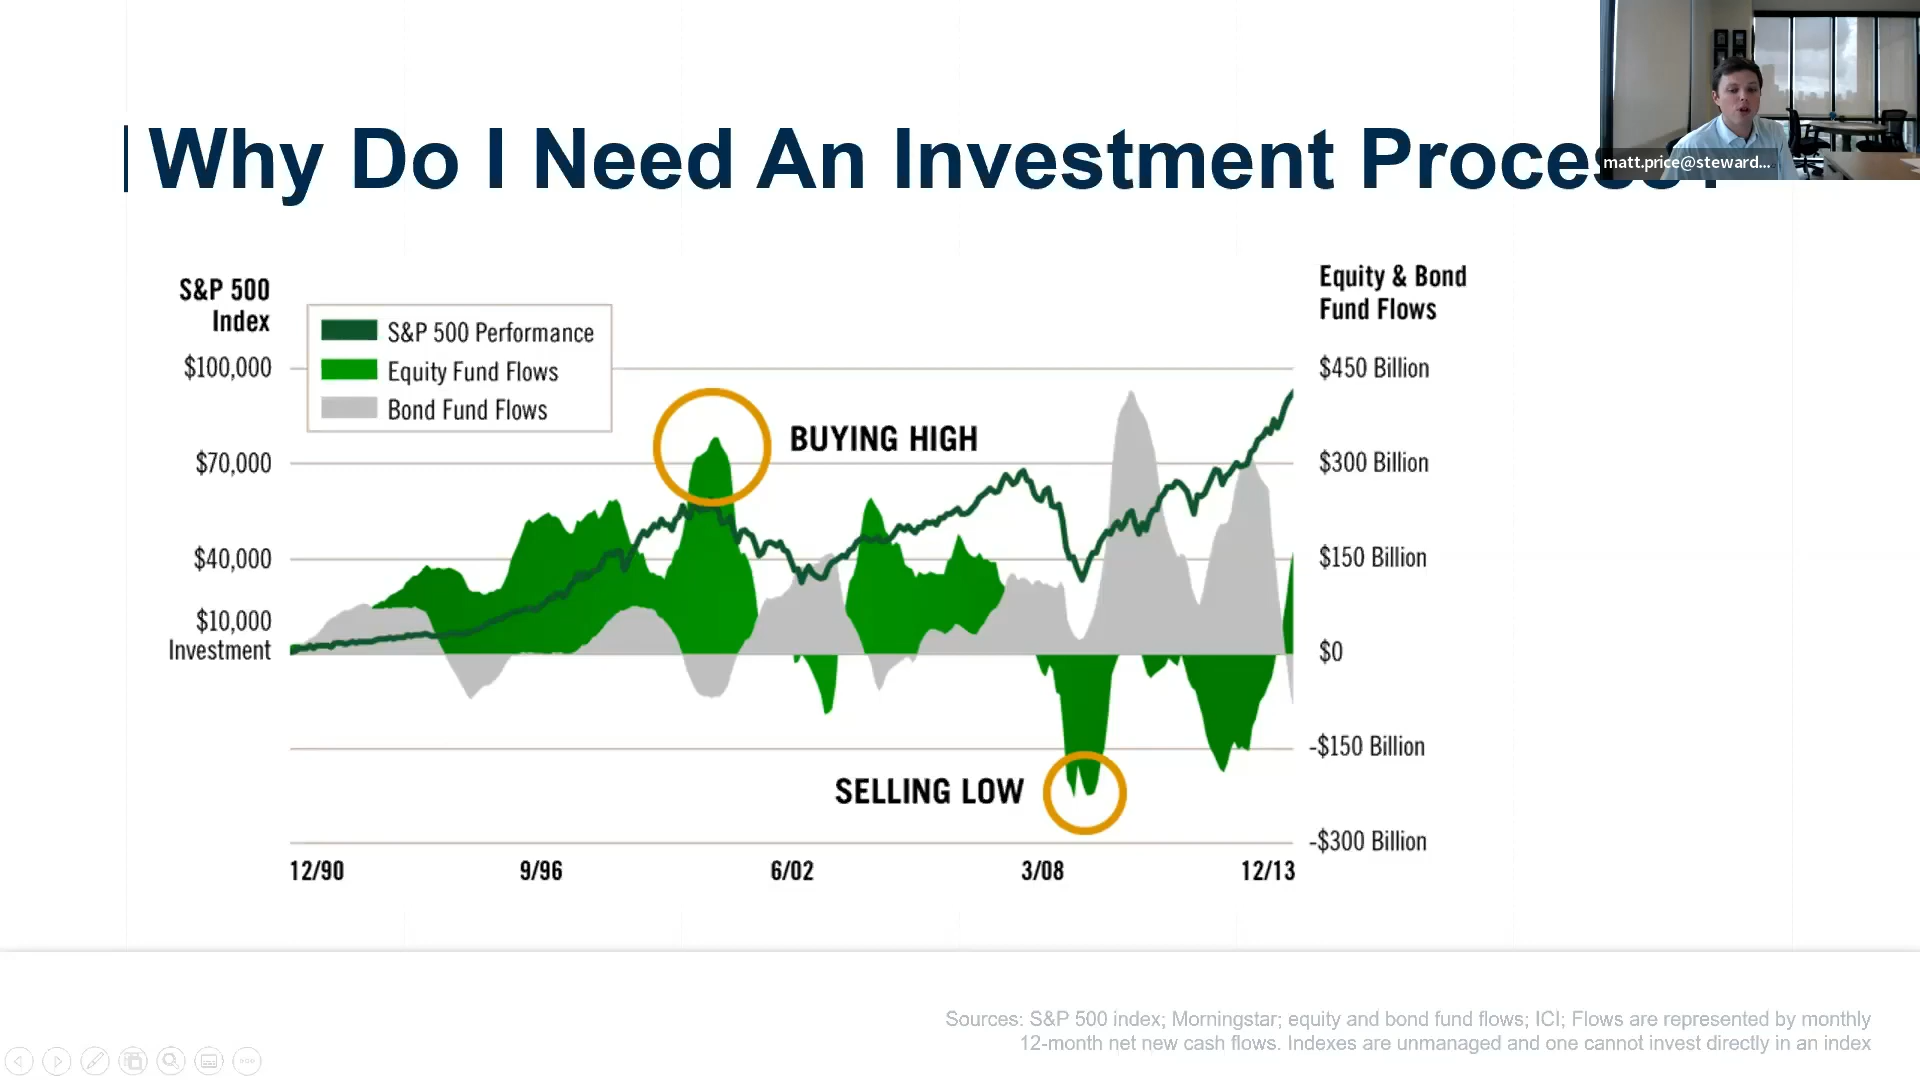 Why Do I Need An Investment Process?
matt.price@steward...
S&P 500
Index
Equity & Bond
Fund Flows
S&P 500 Performance
Equity Fund Flows
Bond Fund Flows
$100,000
$450 Billion
BUYING HIGH
$70,000
$300 Billion
$40,000
$150 Billion
$10,000
Investment
$0
-$150 Billion
SELLING LOW
-$300 Billion
12/90
9/96
6/02
3/08
12/13
Sources: S&P 500 index; Morningstar; equity and bond fund flows; ICI; Flows are represented by monthly
12-month net new cash flows. Indexes are unmanaged and one cannot invest directly in an index